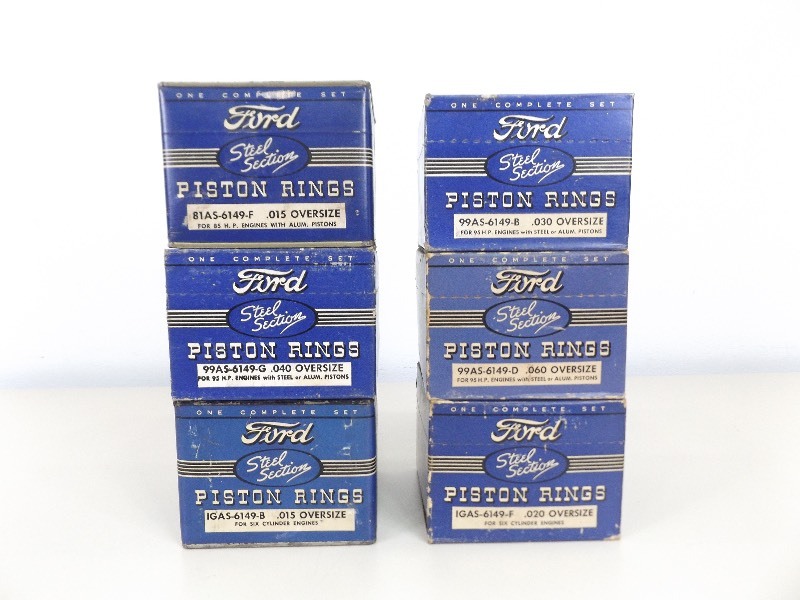 ONE COMPLETE SET
Ford
Steel
Section
PISTON RINGS
81AS-6149-F .015 OVERSIZE
FOR 85 H.P. ENGINES WITH ALUM. PISTONS
ONE COMPLETE SET
Ford
Steel
Section
PISTON RINGS
99AS-6149-G .040 OVERSIZE
FOR 95 H.P. ENGINES with STEEL or ALUM. PISTONS
ONE COMPLETE SET
Ford
Steel
Section
PISTON RINGS
IGAS-6149-B .015 OVERSIZE
FOR SIX CYLINDER ENGINES
ONE COMPLETE SET
Ford
Steel
Section
PISTON RINGS
99AS-6149-B .030 OVERSIZE
FOR 95 H.P. ENGINES with STEEL or ALUM. PISTONS
ONE COMPLETE SET
Ford
Steel
Section
PISTON RINGS
99AS-6149-D .060 OVERSIZE
FOR 95 H.P. ENGINES with STEEL or ALUM. PISTONS
ONE COMPLETE SET
Ford
Steel
Section
PISTON RINGS
IGAS-6149-F .020 OVERSIZE
FOR SIX CYLINDER ENGINES